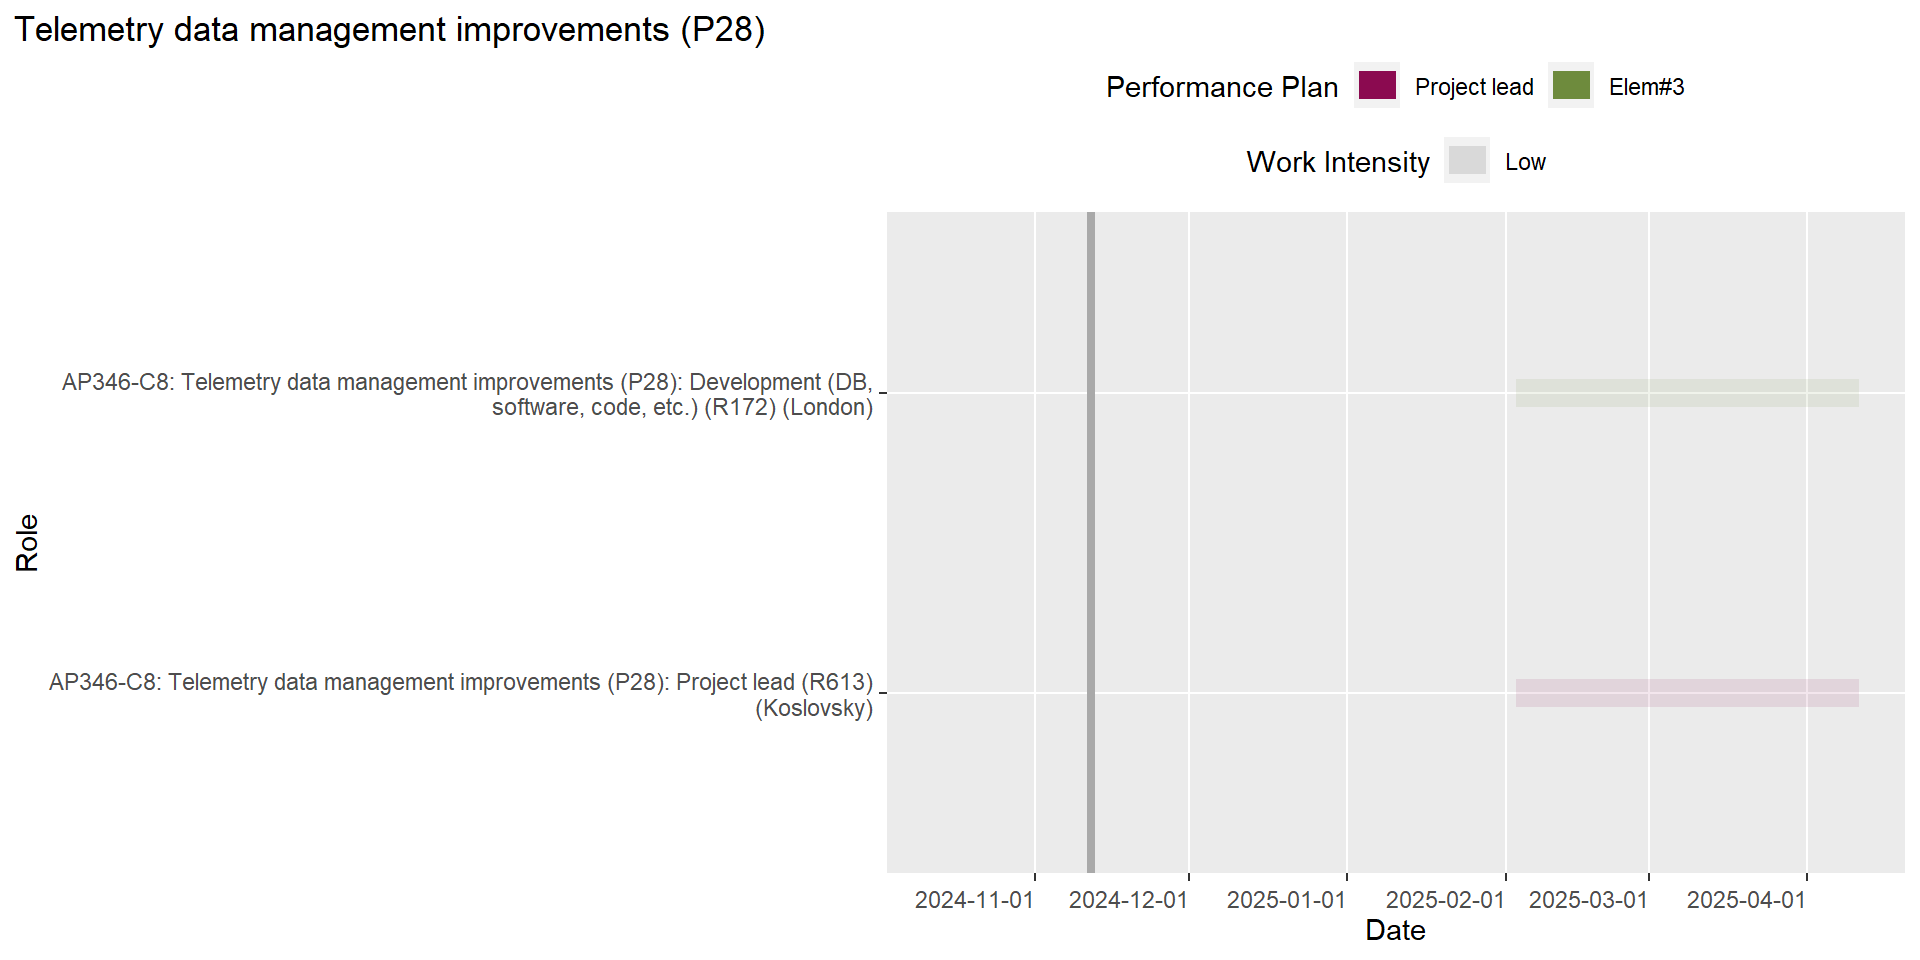 Telemetry data management improvements (P28)
Performance Plan Project lead Elem#3
Work Intensity Low
AP346-C8: Telemetry data management improvements (P28): Development (DB,
software, code, etc.) (R172) (London)
Role
AP346-C8: Telemetry data management improvements (P28): Project lead (R613)
(Koslovsky)
2024-11-01 2024-12-01 2025-01-01 2025-02-01 2025-03-01 2025-04-01
Date